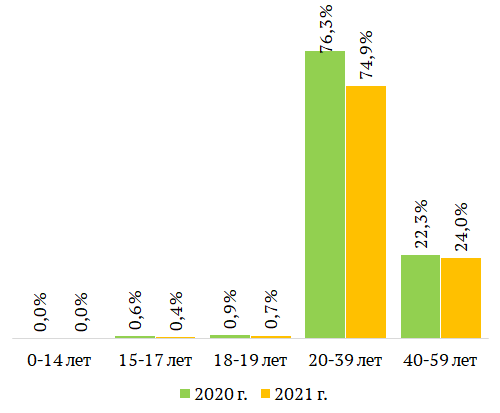 76,3%
74,9%
22,3%
24,0%
0,0%
0,0%
0,6%
0,4%
0,9%
0,7%
0-14 лет
15-17 лет
18-19 лет
20-39 лет
40-59 лет
2020 г.
2021 г.